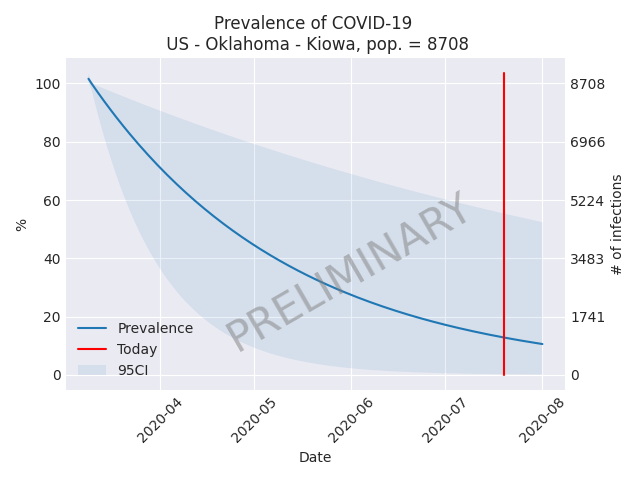 Prevalence of COVID-19
US - Oklahoma - Kiowa, pop. = 8708
100
80
60
40
20
0
%
8708
6966
5224
3483
1741
0
# of infections
PRELIMINARY
Prevalence
Today
95CI
2020-04
2020-05
2020-06
2020-07
2020-08
Date